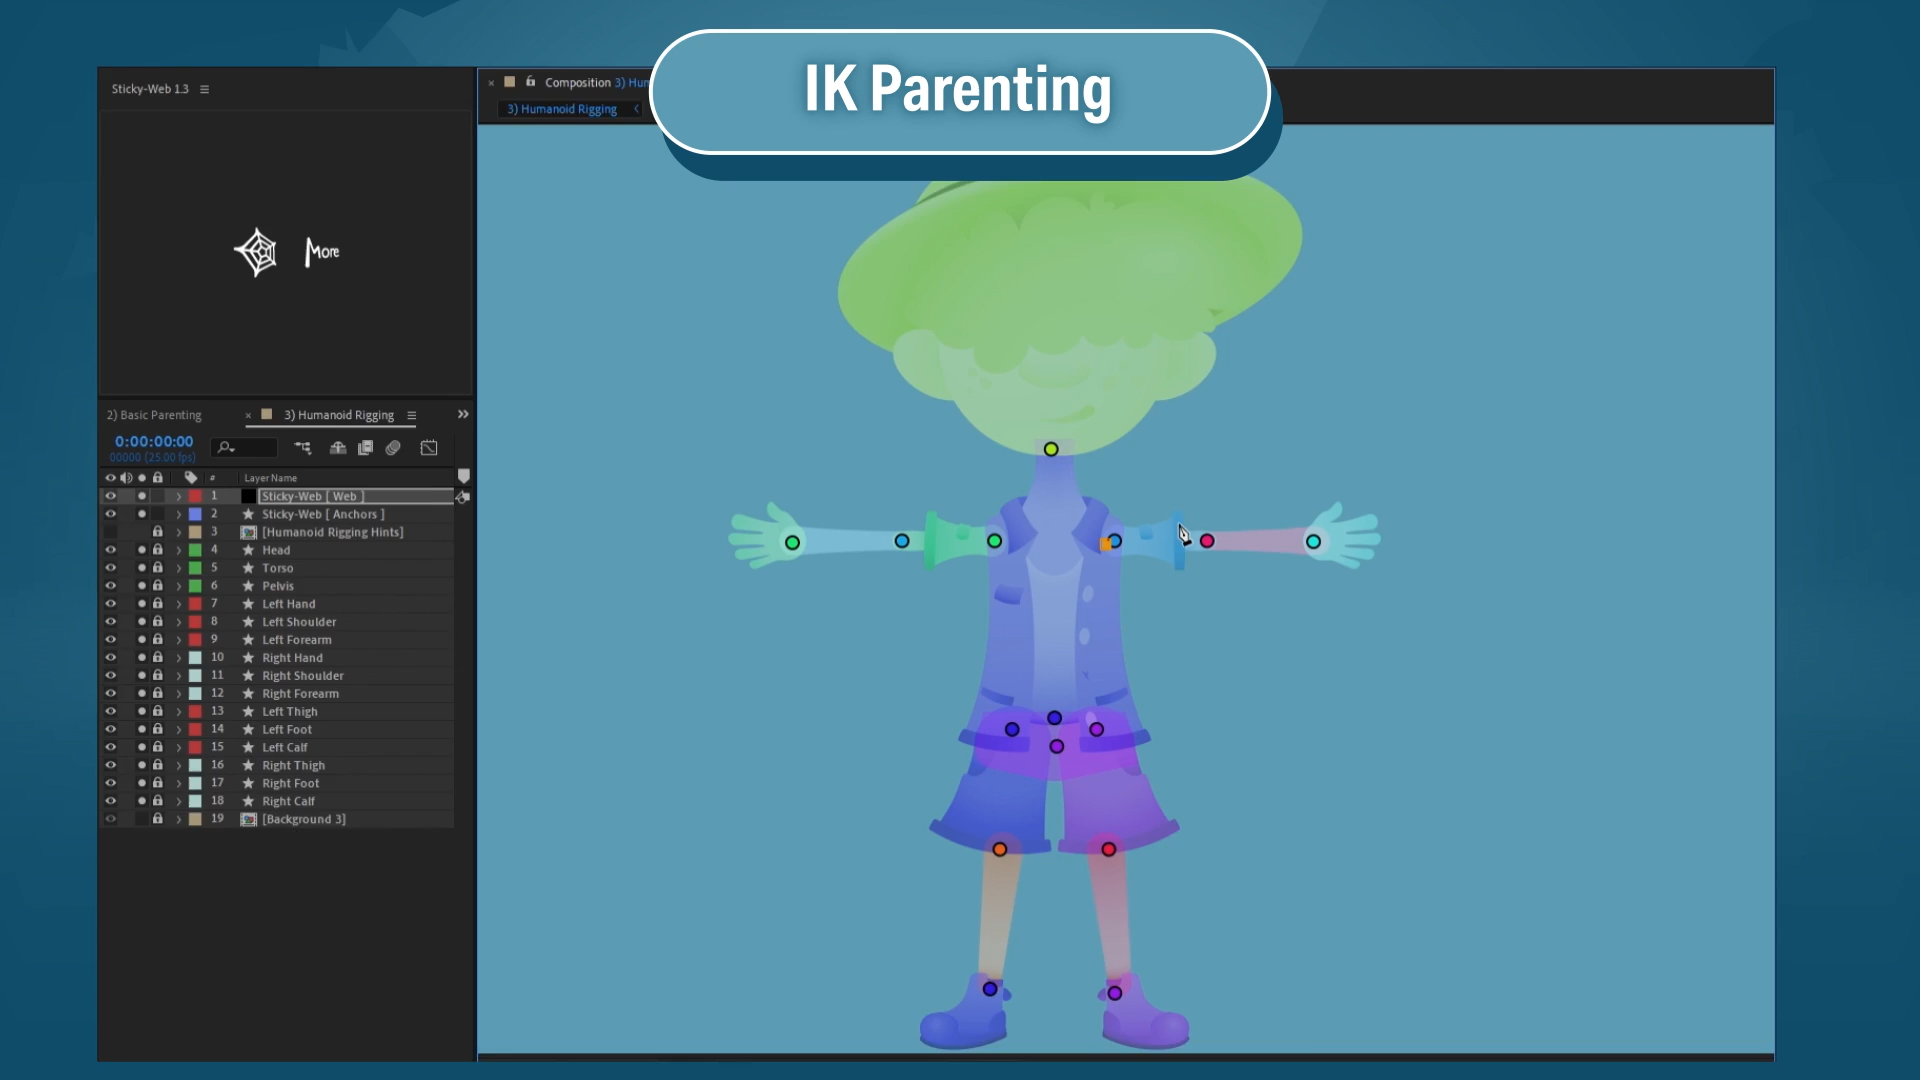 IK Parenting
Sticky-Web 1.3
Composition 3) Hum
3) Humanoid Rigging
More
2) Basic Parenting
3) Humanoid Rigging
0:00:00:00
00000 (25.00 fps)
# Layer Name
1 Sticky-Web [ Web ]
2 Sticky-Web [ Anchors ]
3 [Humanoid Rigging Hints]
4 Head
5 Torso
6 Pelvis
7 Left Hand
8 Left Shoulder
9 Left Forearm
10 Right Hand
11 Right Shoulder
12 Right Forearm
13 Left Thigh
14 Left Foot
15 Left Calf
16 Right Thigh
17 Right Foot
18 Right Calf
19 [Background 3]